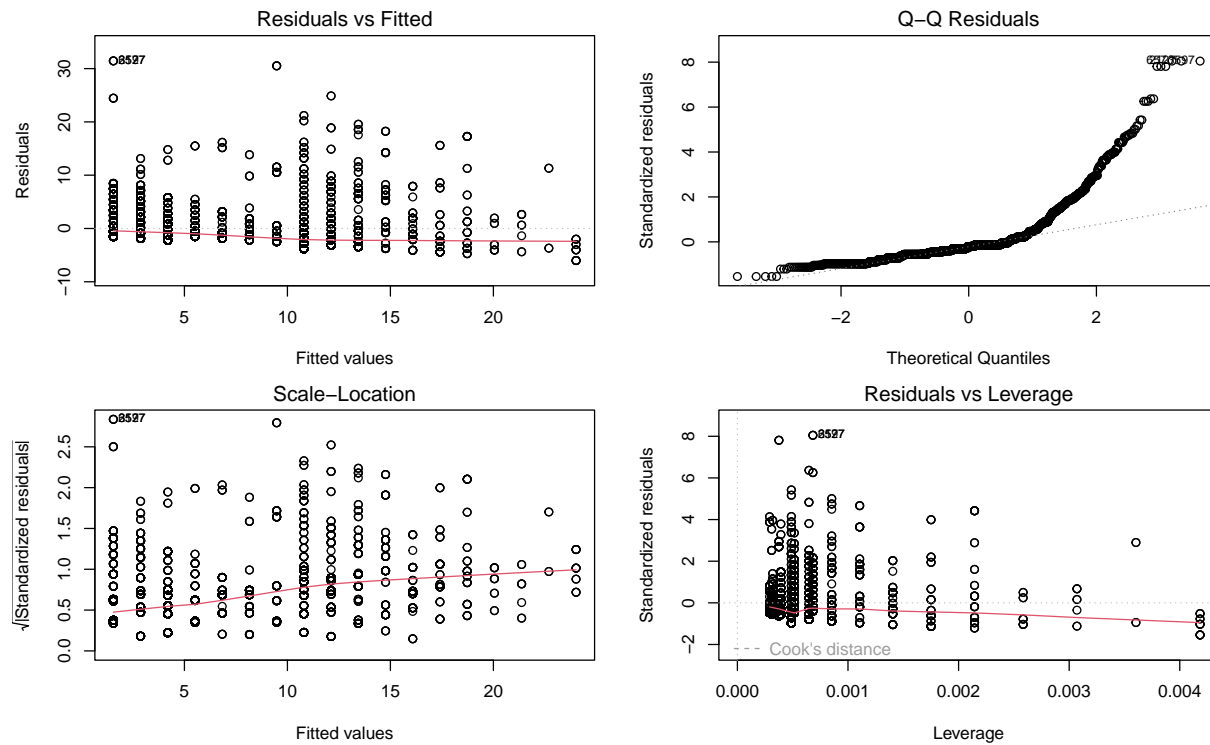 Residuals vs Fitted
Residuals
30
20
10
0
−10
5
10
15
20
Fitted values
Q−Q Residuals
Standardized residuals
8
6
4
2
0
−2
0
2
Theoretical Quantiles
Scale−Location
√|Standardized residuals|
2.5
2.0
1.5
1.0
0.5
0.0
5
10
15
20
Fitted values
Residuals vs Leverage
Standardized residuals
8
6
4
2
0
−2
Cook's distance
0.000
0.001
0.002
0.003
0.004
Leverage